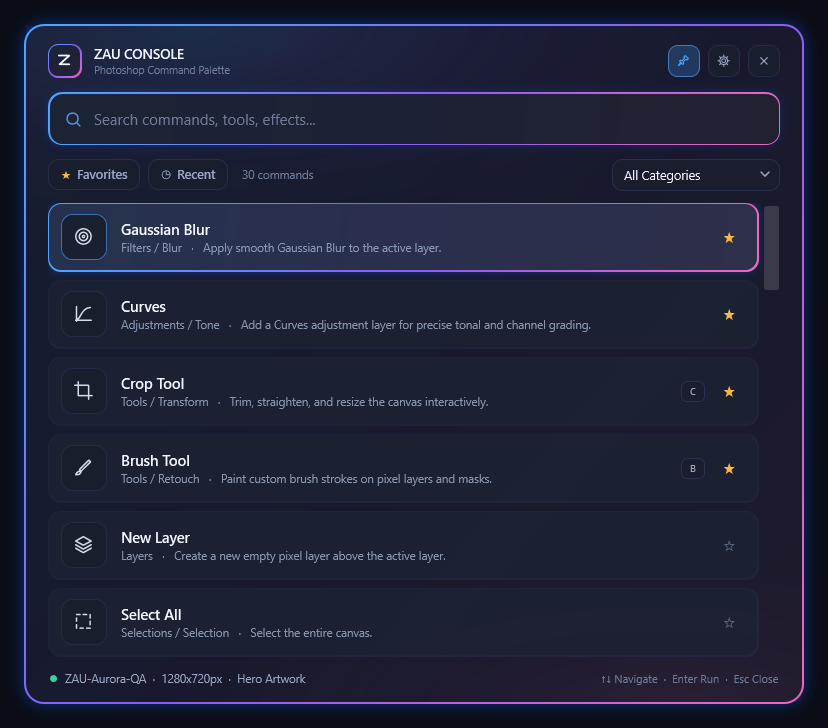 Z
ZAU CONSOLE
Photoshop Command Palette
Search commands, tools, effects...
★ Favorites
Recent
30 commands
All Categories
Gaussian Blur
Filters / Blur · Apply smooth Gaussian Blur to the active layer.
Curves
Adjustments / Tone · Add a Curves adjustment layer for precise tonal and channel grading.
Crop Tool
Tools / Transform · Trim, straighten, and resize the canvas interactively.
C
Brush Tool
Tools / Retouch · Paint custom brush strokes on pixel layers and masks.
B
New Layer
Layers · Create a new empty pixel layer above the active layer.
Select All
Selections / Selection · Select the entire canvas.
ZAU-Aurora-QA · 1280x720px · Hero Artwork
↑↓ Navigate · Enter Run · Esc Close